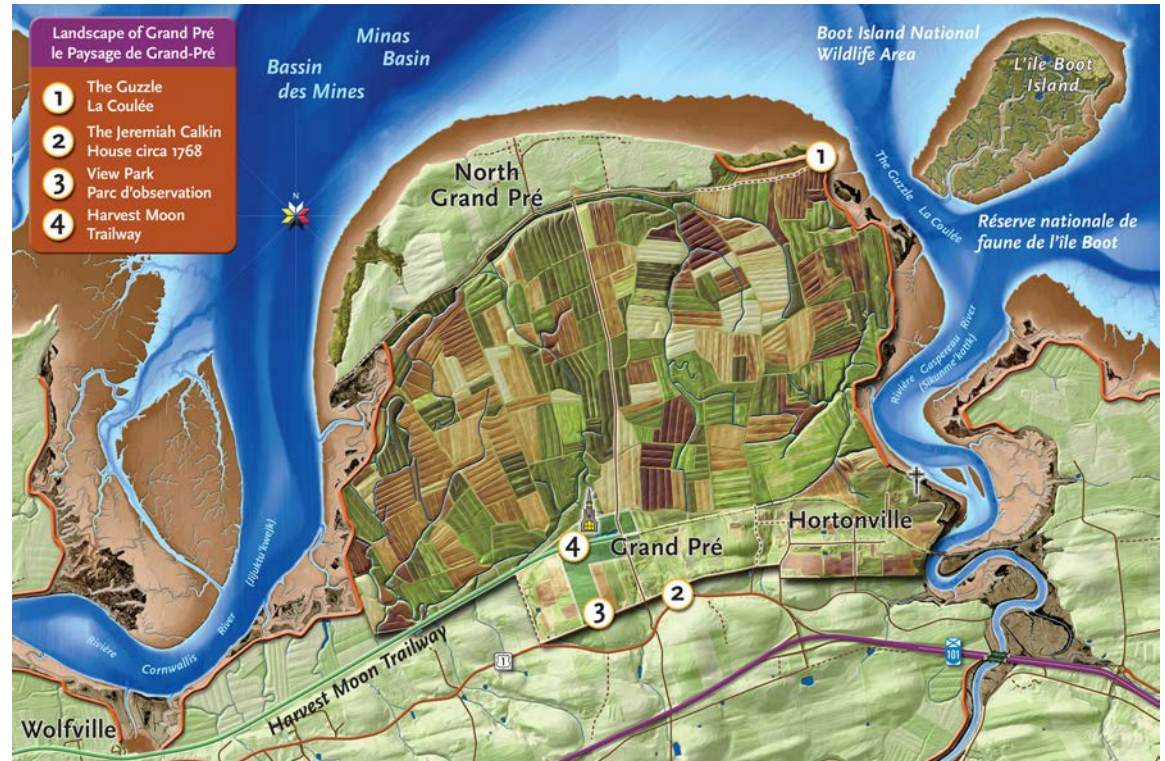 Landscape of Grand Pré
le Paysage de Grand-Pré
1
The Guzzle
La Coulée
2
The Jeremiah Calkin
House circa 1768
3
View Park
Parc d'observation
4
Harvest Moon
Trailway
Minas
Basin
Bassin
des Mines
Boot Island National
Wildlife Area
L'île Boot
Island
N
North
Grand Pré
1
The Guzzle La Coulée
Réserve nationale de
faune de l'île Boot
Rivière Gaspereau River
(Sikunme'katik)
Hortonville
4
Grand Pré
3
2
Rivière Cornwallis River
(Jijuktu'kwejk)
Harvest Moon Trailway
1
101
Wolfville